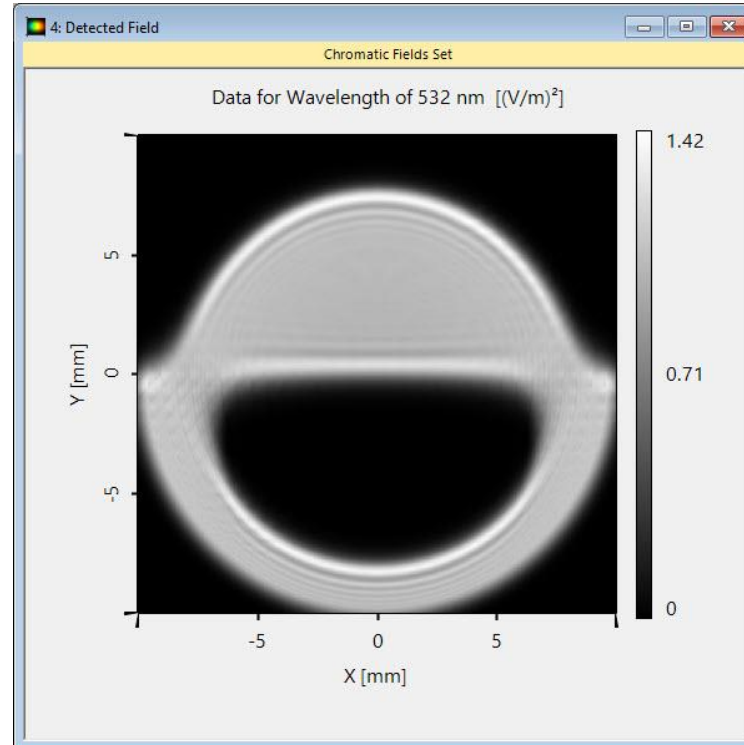 4: Detected Field
Chromatic Fields Set
Data for Wavelength of 532 nm [(V/m)²]
1.42
5
0
0.71
Y [mm]
-5
0
-5
0
5
X [mm]